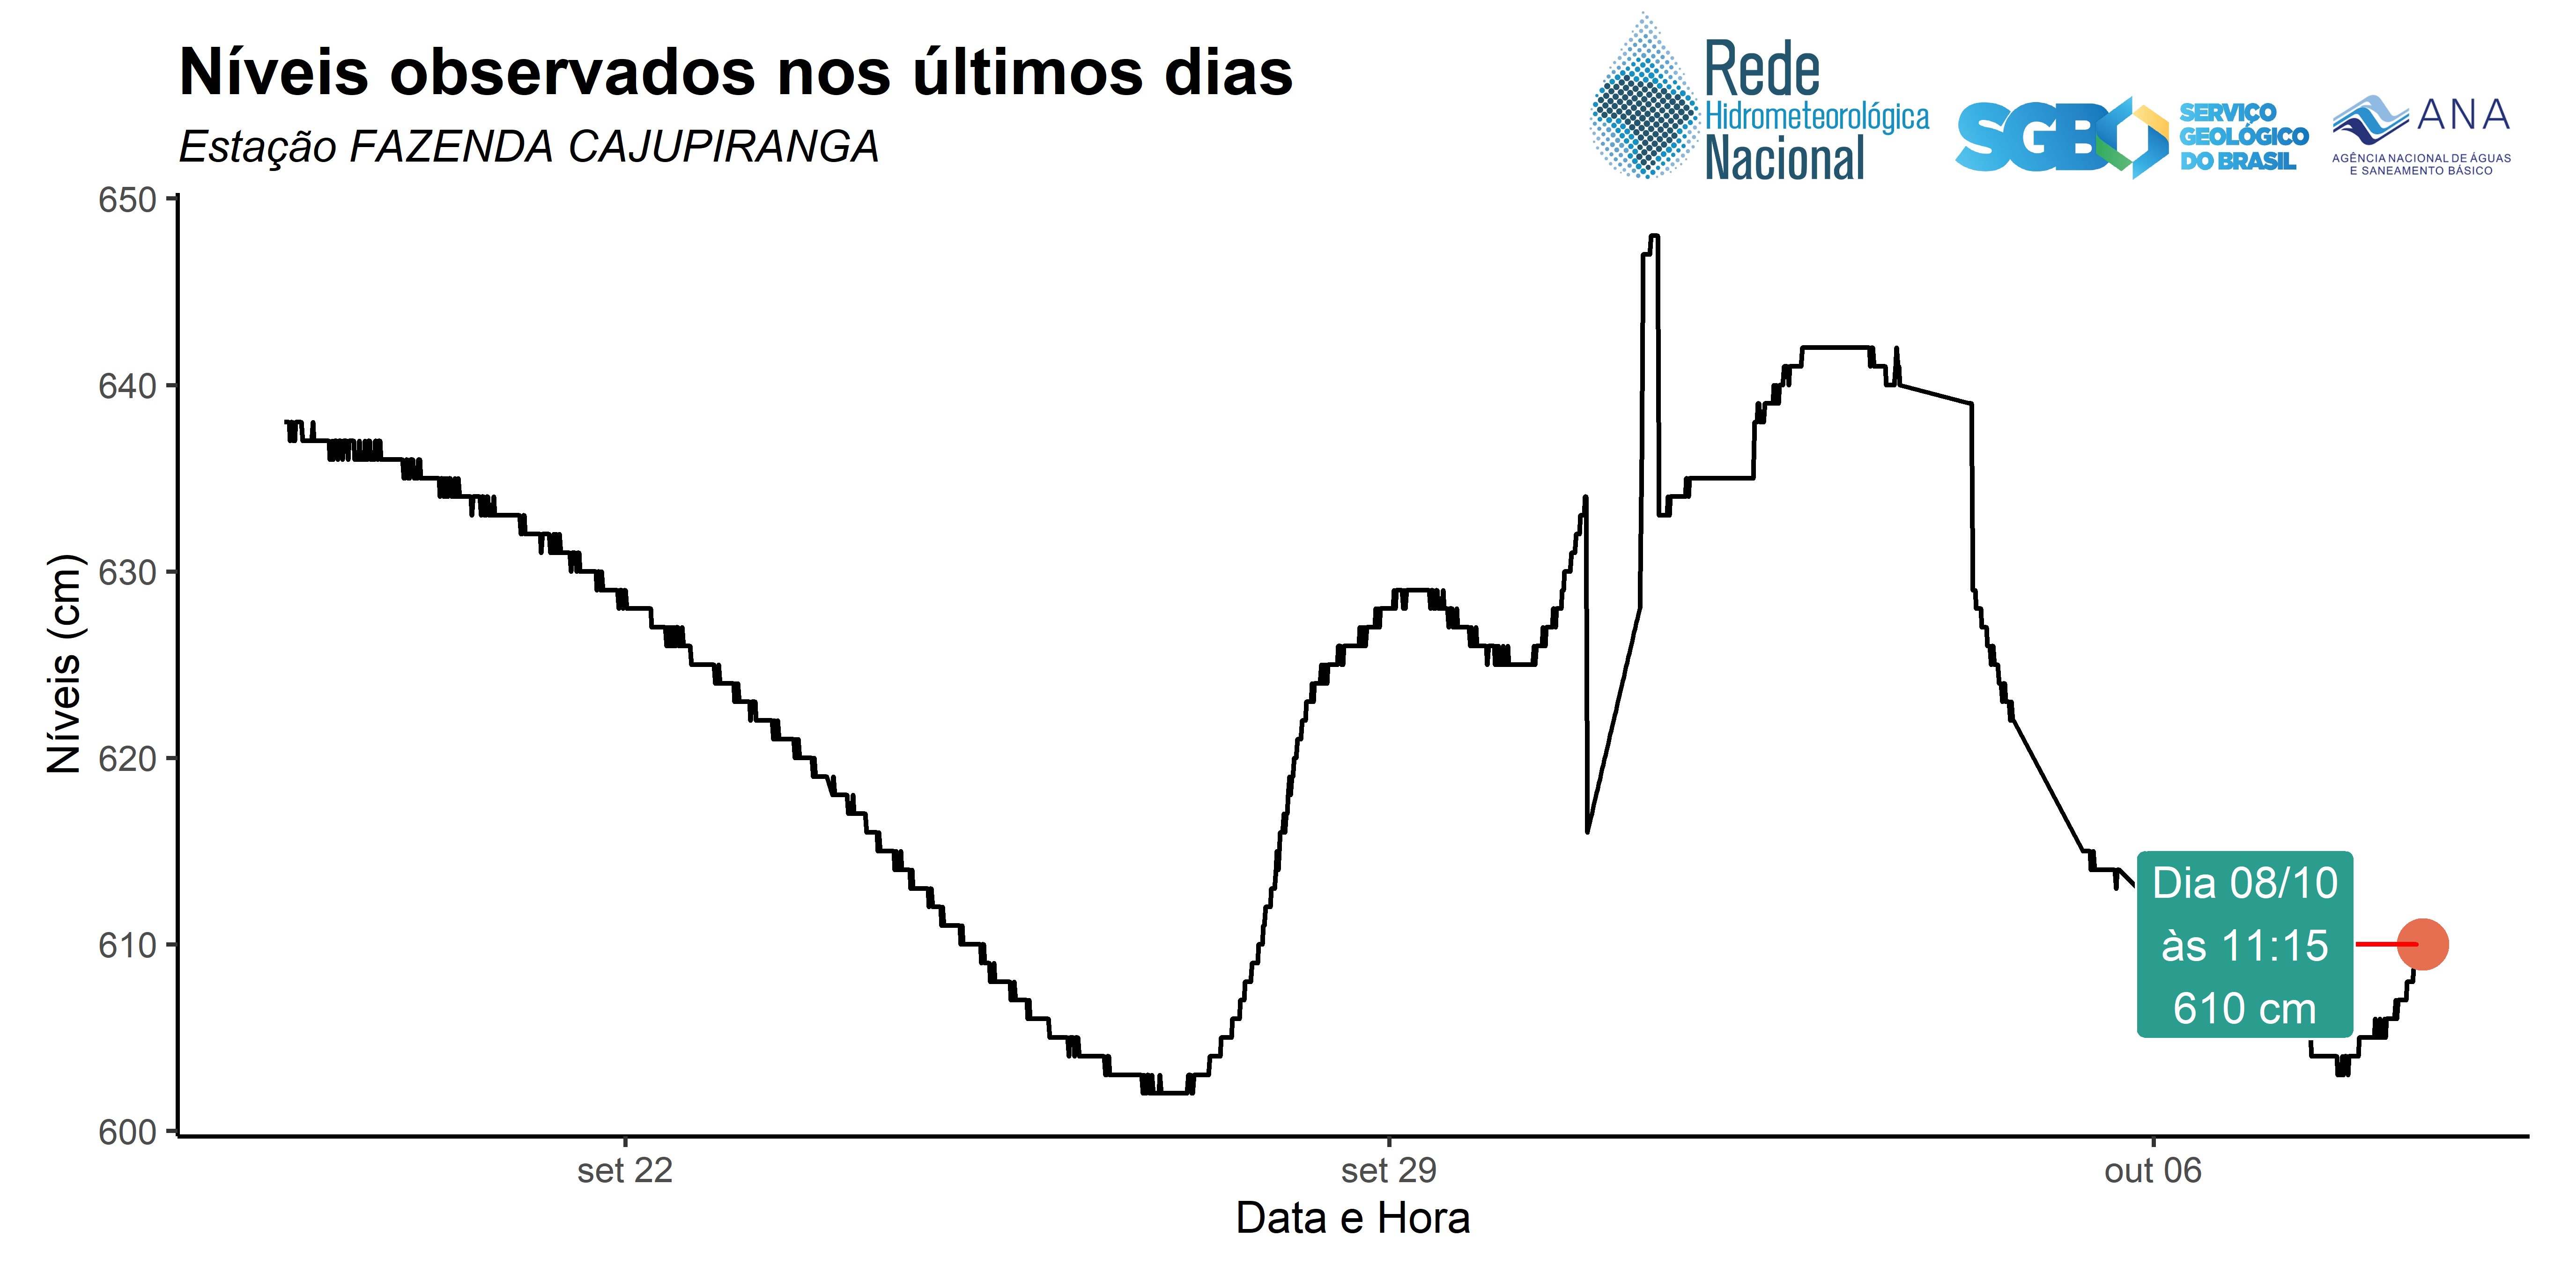 Níveis observados nos últimos dias
Estação FAZENDA CAJUPIRANGA
Rede
Hidrometeorológica
Nacional
SGB
SERVIÇO
GEOLÓGICO
DO BRASIL
ANA
AGÊNCIA NACIONAL DE ÁGUAS
E SANEAMENTO BÁSICO
Níveis (cm)
650
640
630
620
610
600
Dia 08/10
às 11:15
610 cm
set 22
set 29
out 06
Data e Hora